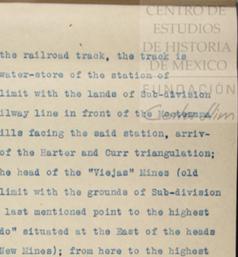 CENTRO DE
ESTUDIOS
DE HISTORIA
DE MÉXICO
FUNDACIÓN
the railroad track, the track is
water-store of the station of
limit with the lands of Sub-division
ilway line in front of the
ills facing the said station, arriv-
of the Harter and Curr triangulation;
he head of the "Viejas" Mines (old
limit with the grounds of Sub-division
last mentioned point to the highest
do" situated at the East of the heads
New Mines); from here to the highest